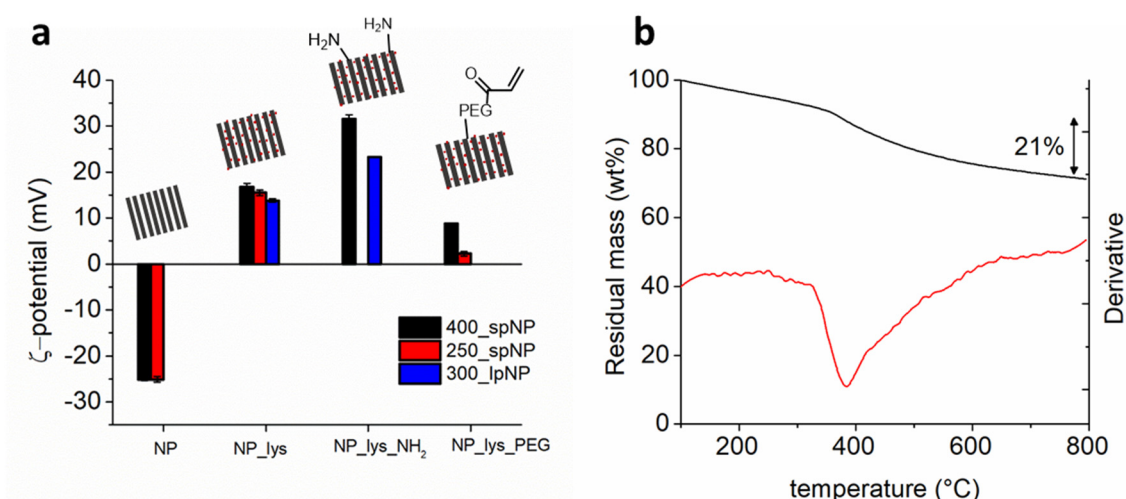 a
H₂N
H₂N
O
PEG
40
30
20
10
0
-10
-20
-30
ζ–potential (mV)
400_spNP
250_spNP
300_lpNP
NP
NP_lys
NP_lys_NH₂
NP_lys_PEG
b
100
80
60
40
20
0
Residual mass (wt%)
21%
Derivative
200
400
600
800
temperature (°C)